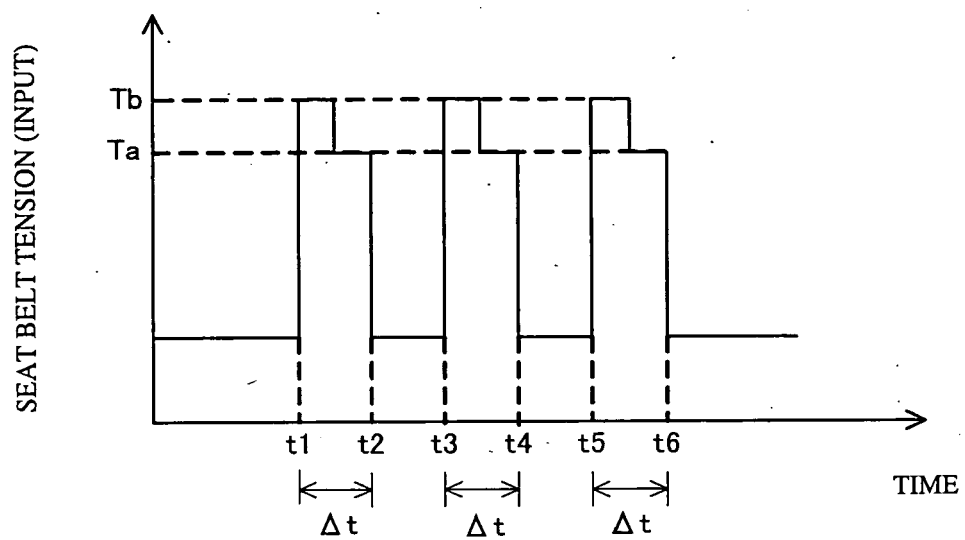 SEAT BELT TENSION (INPUT)
Tb
Ta
t1 t2 t3 t4 t5 t6
TIME
Δt Δt Δt